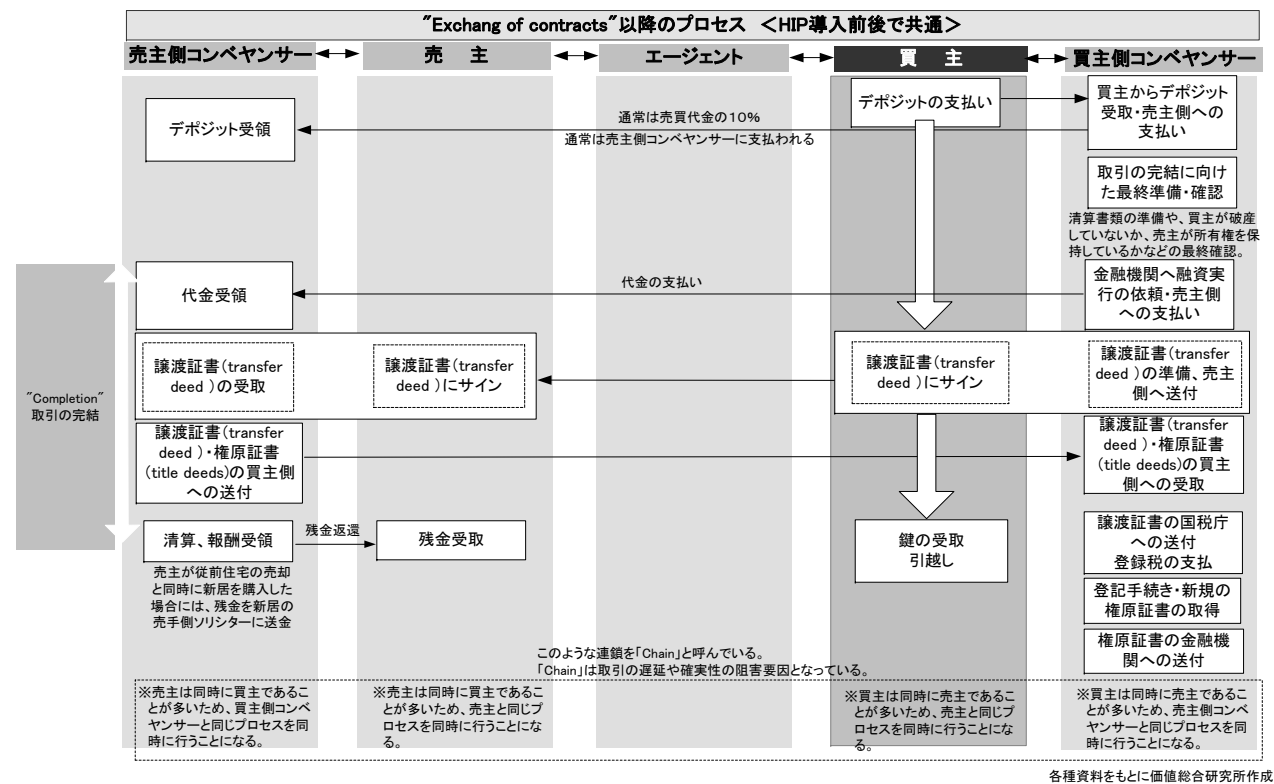 "Exchang of contracts"以降のプロセス <HIP導入前後で共通>
売主側コンベヤンサー
売 主
エージェント
買 主
買主側コンベヤンサー
デポジット受領
通常は売買代金の10%
通常は売主側コンベヤンサーに支払われる
デポジットの支払い
買主からデポジット
受取・売主側への
支払い
取引の完結に向け
た最終準備・確認
清算書類の準備や、買主が破産
していないか、売主が所有権を保
持しているかなどの最終確認。
"Completion"
取引の完結
代金受領
代金の支払い
金融機関へ融資実
行の依頼・売主側
への支払い
譲渡証書(transfer
deed )の受取
譲渡証書(transfer
deed )にサイン
譲渡証書(transfer
deed )にサイン
譲渡証書(transfer
deed )の準備、売主
側へ送付
譲渡証書(transfer
deed )・権原証書
(title deeds)の買主側
への送付
譲渡証書(transfer
deed )・権原証書
(title deeds)の買主
側への受取
清算、報酬受領
残金返還
残金受取
鍵の受取
引越し
譲渡証書の国税庁
への送付
登録税の支払
売主が従前住宅の売却
と同時に新居を購入した
場合には、残金を新居の
売手側ソリシターに送金
登記手続き・新規の
権原証書の取得
権原証書の金融機
関への送付
このような連鎖を「Chain」と呼んでいる。
「Chain」は取引の遅延や確実性の阻害要因となっている。
※売主は同時に買主であるこ
とが多いため、買主側コンベ
ヤンサーと同じプロセスを同
時に行うことになる。
※売主は同時に買主であるこ
とが多いため、売主と同じプ
ロセスを同時に行うことにな
る。
※買主は同時に売主であるこ
とが多いため、売主と同じプ
ロセスを同時に行うことにな
る。
※買主は同時に売主であるこ
とが多いため、売主側コンベ
ヤンサーと同じプロセスを同
時に行うことになる。
各種資料をもとに価値総合研究所作成